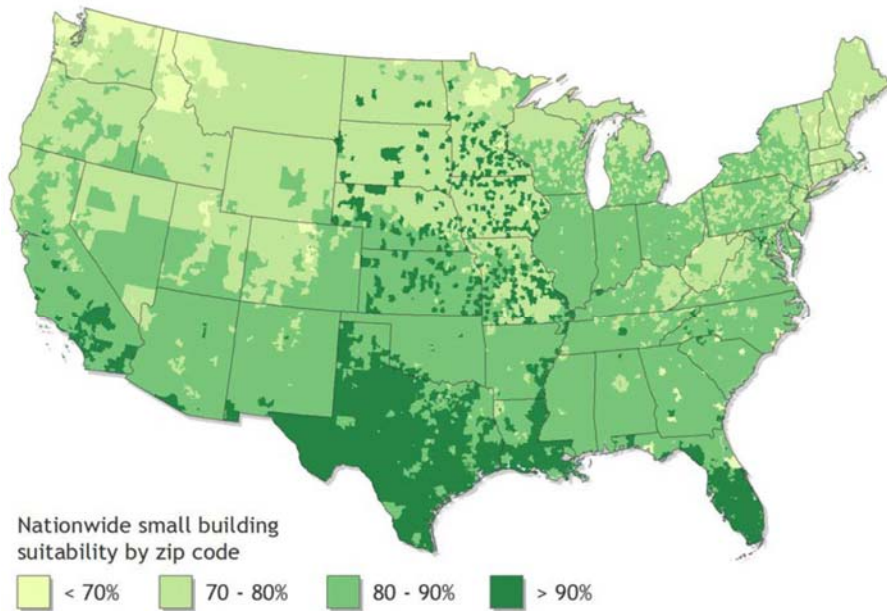 Nationwide small building
suitability by zip code
< 70%
70 - 80%
80 - 90%
> 90%